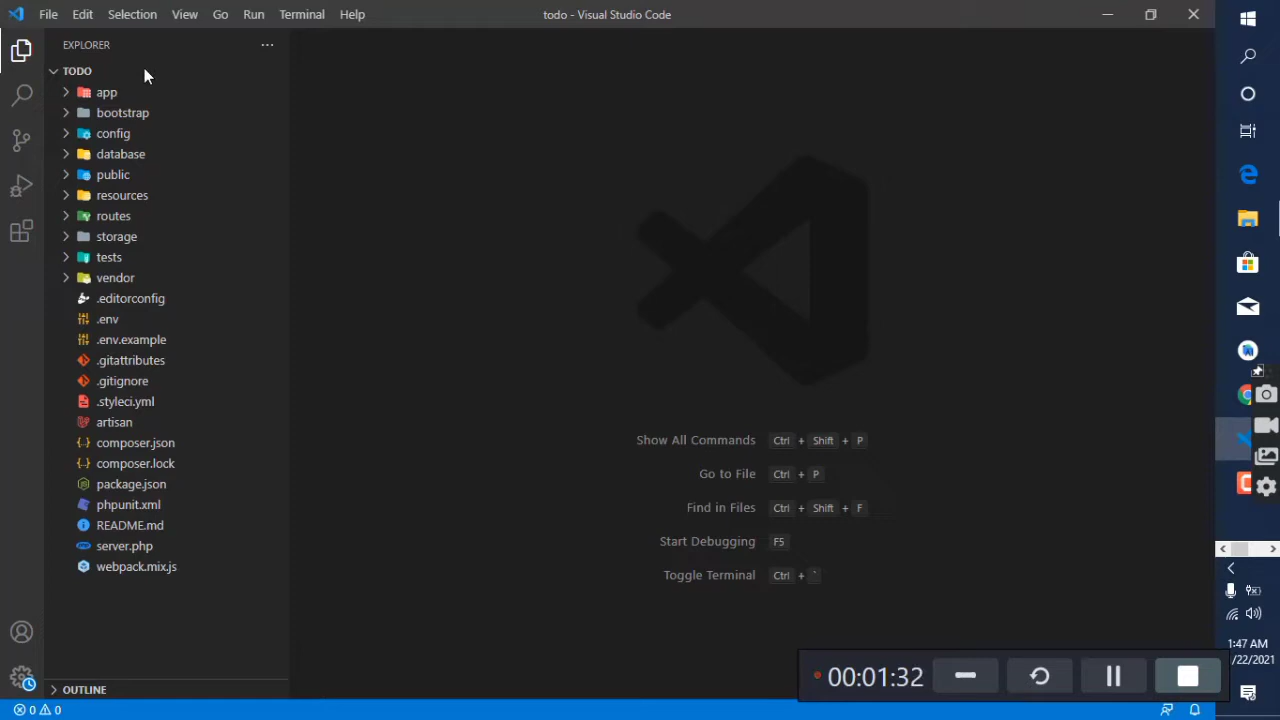 File Edit Selection View Go Run Terminal Help
todo - Visual Studio Code
EXPLORER
TODO
app
bootstrap
config
database
public
resources
routes
storage
tests
vendor
.editorconfig
.env
.env.example
.gitattributes
.gitignore
.styleci.yml
artisan
composer.json
composer.lock
package.json
phpunit.xml
README.md
server.php
webpack.mix.js
OUTLINE
0 0
Show All Commands Ctrl + Shift + P
Go to File Ctrl + P
Find in Files Ctrl + Shift + F
Start Debugging F5
Toggle Terminal Ctrl + `
00:01:32
1:47 AM
/22/2021